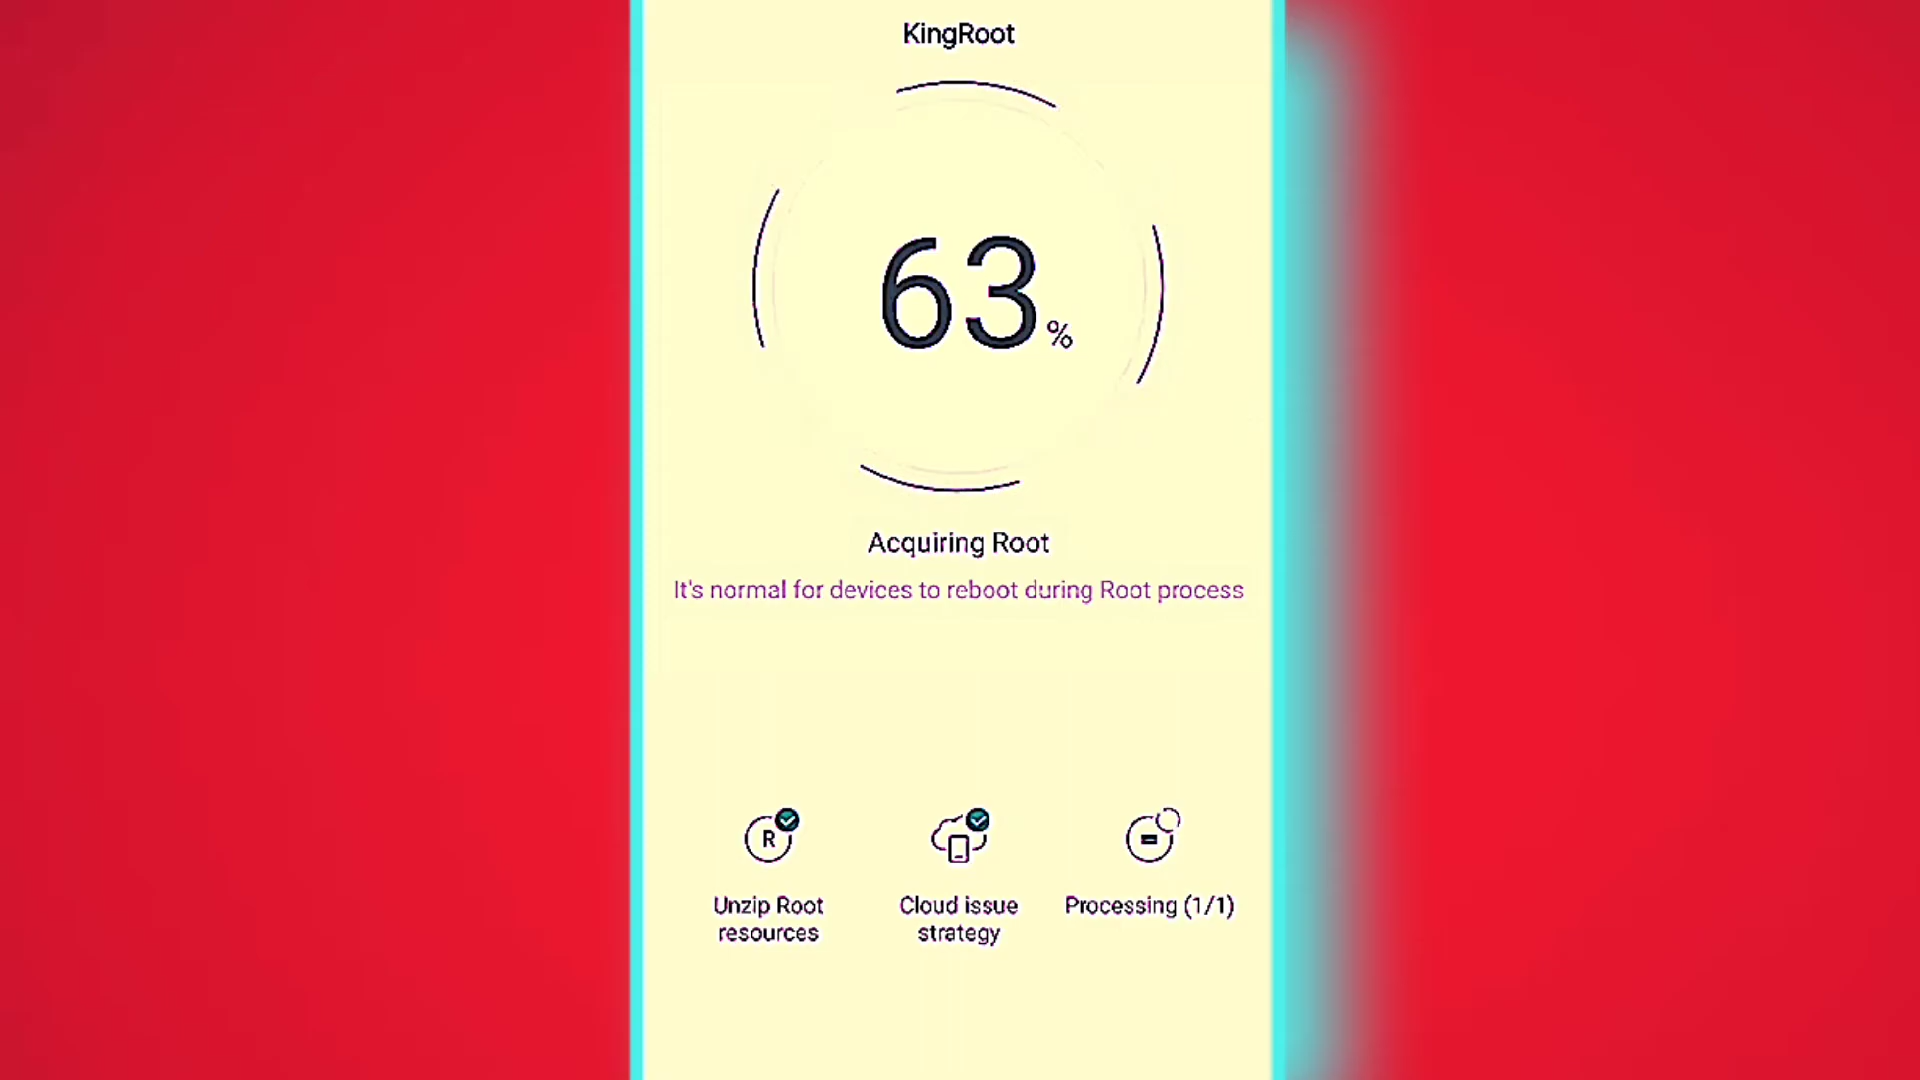 KingRoot
63%
Acquiring Root
It's normal for devices to reboot during Root process
R
Unzip Root
resources
Cloud issue
strategy
Processing (1/1)